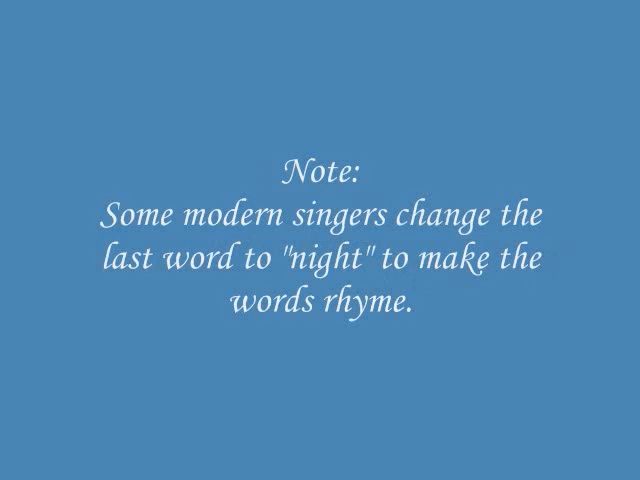 Note:
Some modern singers change the
last word to "night" to make the
words rhyme.